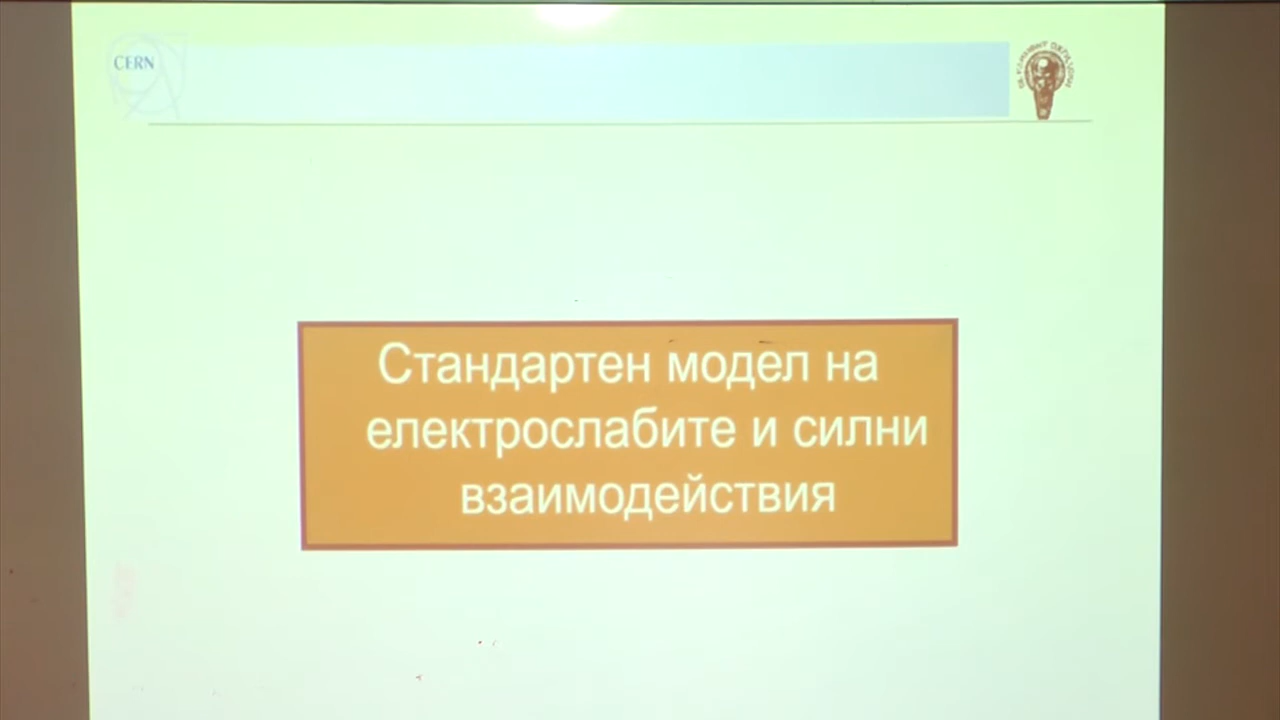 CERN
Стандартен модел на
електрослабите и силни
взаимодействия